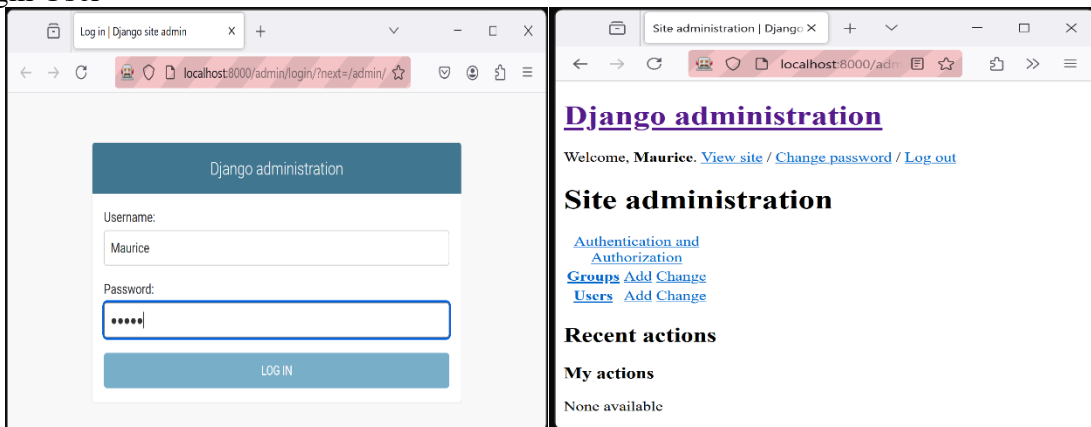 Log in | Django site admin
localhost:8000/admin/login/?next=/admin/
Django administration
Username:
Maurice
Password:
•••••
LOG IN
Site administration | Django
localhost:8000/adm
Django administration
Welcome, Maurice. View site / Change password / Log out
Site administration
Authentication and
Authorization
Groups Add Change
Users Add Change
Recent actions
My actions
None available